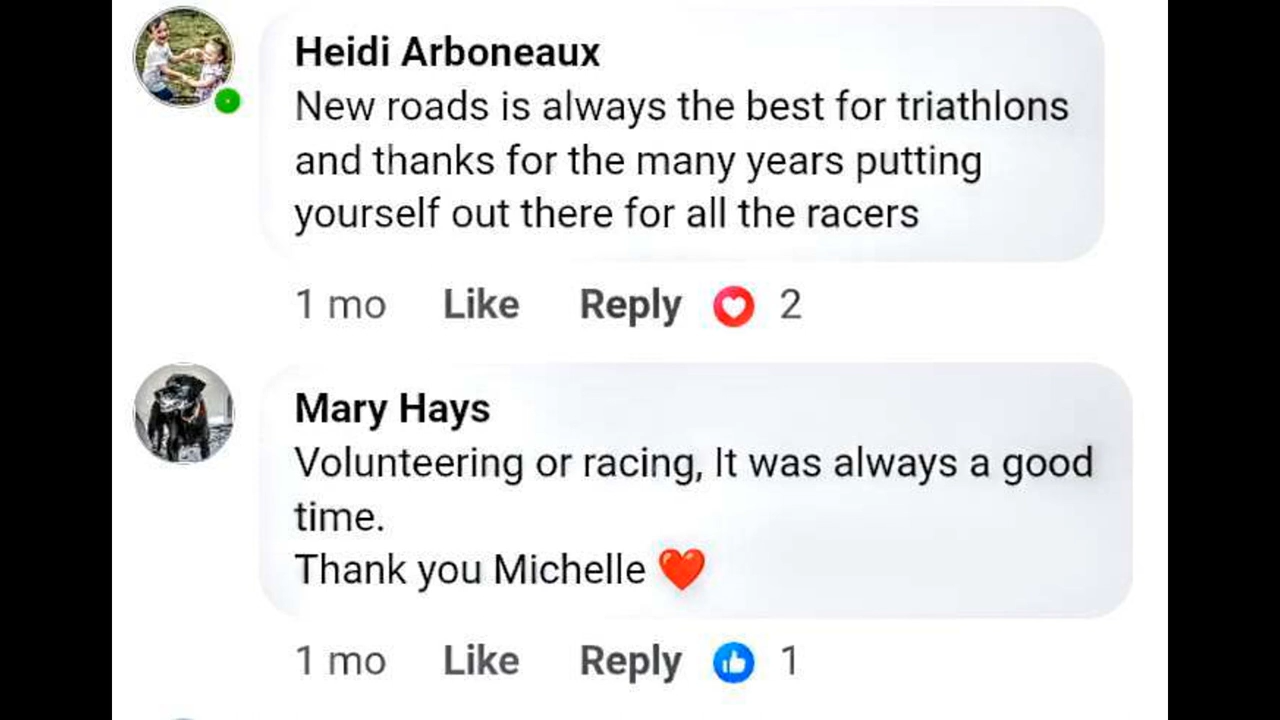 Heidi Arboneaux
New roads is always the best for triathlons
and thanks for the many years putting
yourself out there for all the racers
1 mo Like Reply 2
Mary Hays
Volunteering or racing, It was always a good
time.
Thank you Michelle ❤️
1 mo Like Reply 1